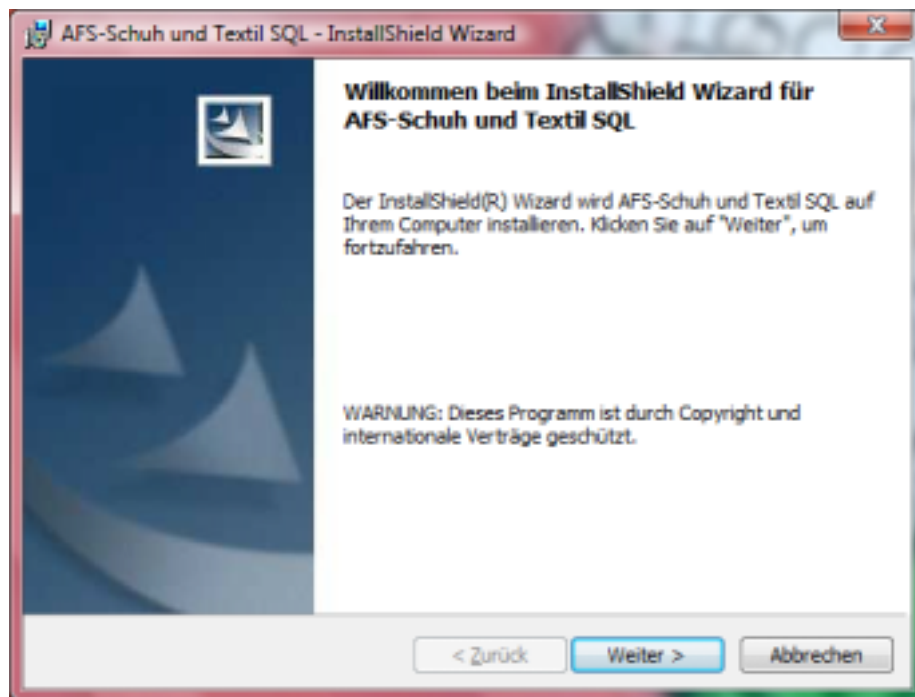 AFS-Schuh und Textil SQL - InstallShield Wizard
Willkommen beim InstallShield Wizard für
AFS-Schuh und Textil SQL
Der InstallShield(R) Wizard wird AFS-Schuh und Textil SQL auf
Ihrem Computer installieren. Klicken Sie auf "Weiter", um
fortzufahren.
WARNUNG: Dieses Programm ist durch Copyright und
internationale Verträge geschützt.
< Zurück
Weiter >
Abbrechen